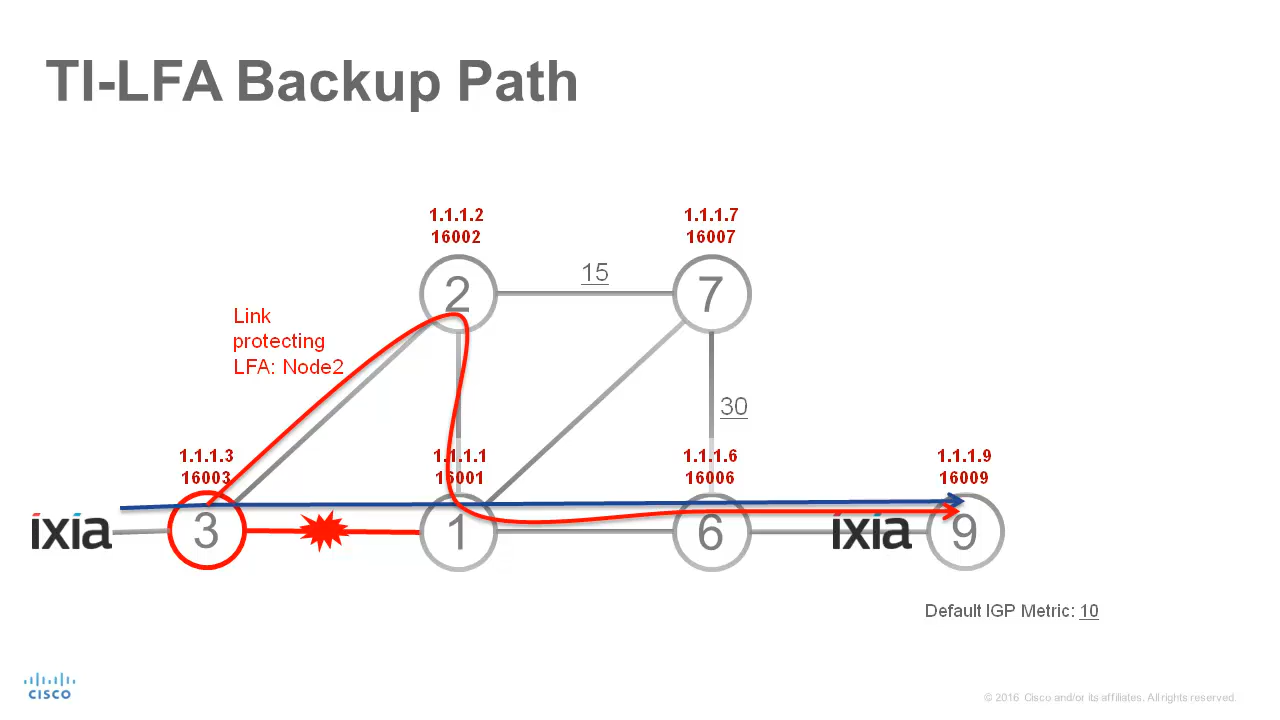 TI-LFA Backup Path
1.1.1.2
16002
1.1.1.7
16007
2
15
7
Link
protecting
LFA: Node2
30
1.1.1.3
16003
1.1.1.1
16001
1.1.1.6
16006
1.1.1.9
16009
ixia
3
1
6
ixia
9
Default IGP Metric: 10
CISCO
© 2016 Cisco and/or its affiliates. All rights reserved.